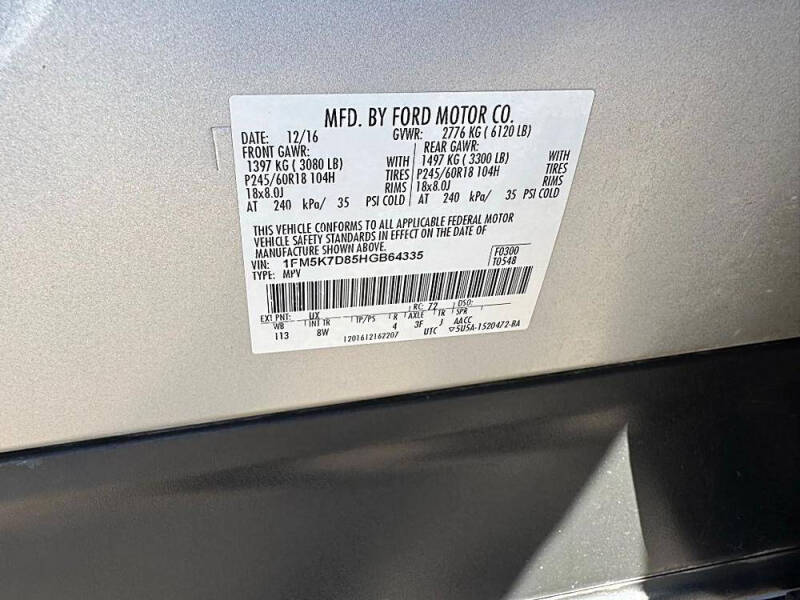 MFD. BY FORD MOTOR CO.
DATE: 12/16 GVWR: 2776 KG ( 6120 LB)
FRONT GAWR: REAR GAWR:
1397 KG ( 3080 LB) WITH 1497 KG ( 3300 LB) WITH
P245/60R18 104H TIRES P245/60R18 104H TIRES
18x8.0J RIMS 18x8.0J RIMS
AT 240 kPa/ 35 PSI COLD AT 240 kPa/ 35 PSI COLD
THIS VEHICLE CONFORMS TO ALL APPLICABLE FEDERAL MOTOR
VEHICLE SAFETY STANDARDS IN EFFECT ON THE DATE OF
MANUFACTURE SHOWN ABOVE.
VIN: 1FM5K7D85HGB64335 F0300
TYPE: MPV T0548
EXT PNT: UX RC: 72 DSO:
WB INT TR TP/PS R AXLE TR SPR
113 8W 4 3F J AACC
1201612162207 UTC ▽5U5A-1520472-BA